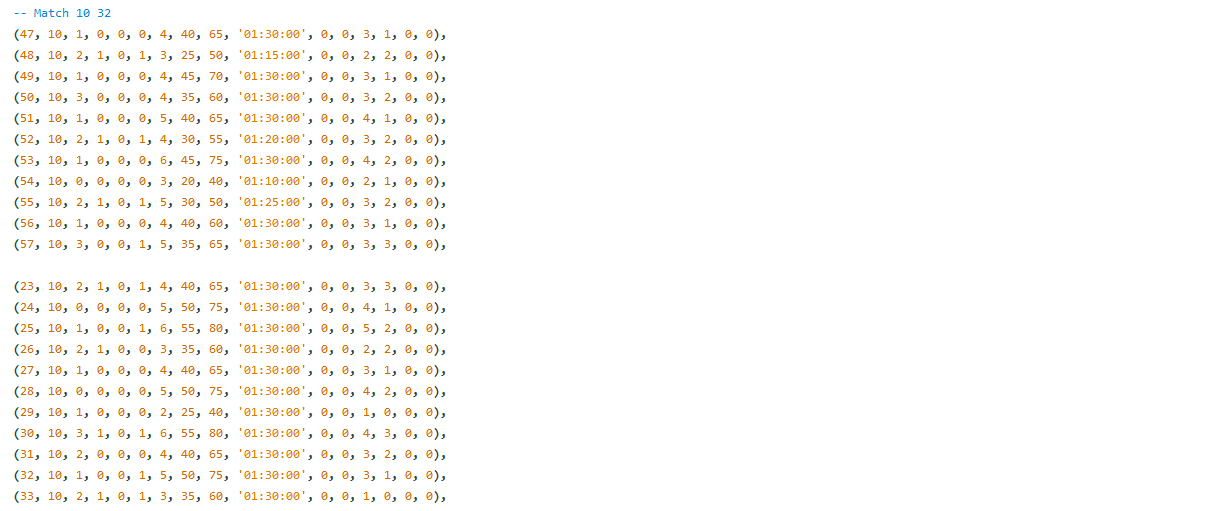 -- Match 10 32
(47, 10, 1, 0, 0, 0, 4, 40, 65, '01:30:00', 0, 0, 3, 1, 0, 0),
(48, 10, 2, 1, 0, 1, 3, 25, 50, '01:15:00', 0, 0, 2, 2, 0, 0),
(49, 10, 1, 0, 0, 0, 4, 45, 70, '01:30:00', 0, 0, 3, 1, 0, 0),
(50, 10, 3, 0, 0, 0, 4, 35, 60, '01:30:00', 0, 0, 3, 2, 0, 0),
(51, 10, 1, 0, 0, 0, 5, 40, 65, '01:30:00', 0, 0, 4, 1, 0, 0),
(52, 10, 2, 1, 0, 1, 4, 30, 55, '01:20:00', 0, 0, 3, 2, 0, 0),
(53, 10, 1, 0, 0, 0, 6, 45, 75, '01:30:00', 0, 0, 4, 2, 0, 0),
(54, 10, 0, 0, 0, 0, 3, 20, 40, '01:10:00', 0, 0, 2, 1, 0, 0),
(55, 10, 2, 1, 0, 1, 5, 30, 50, '01:25:00', 0, 0, 3, 2, 0, 0),
(56, 10, 1, 0, 0, 0, 4, 40, 60, '01:30:00', 0, 0, 3, 1, 0, 0),
(57, 10, 3, 0, 0, 1, 5, 35, 65, '01:30:00', 0, 0, 3, 3, 0, 0),
(23, 10, 2, 1, 0, 1, 4, 40, 65, '01:30:00', 0, 0, 3, 3, 0, 0),
(24, 10, 0, 0, 0, 0, 5, 50, 75, '01:30:00', 0, 0, 4, 1, 0, 0),
(25, 10, 1, 0, 0, 1, 6, 55, 80, '01:30:00', 0, 0, 5, 2, 0, 0),
(26, 10, 2, 1, 0, 0, 3, 35, 60, '01:30:00', 0, 0, 2, 2, 0, 0),
(27, 10, 1, 0, 0, 0, 4, 40, 65, '01:30:00', 0, 0, 3, 1, 0, 0),
(28, 10, 0, 0, 0, 0, 5, 50, 75, '01:30:00', 0, 0, 4, 2, 0, 0),
(29, 10, 1, 0, 0, 0, 2, 25, 40, '01:30:00', 0, 0, 1, 0, 0, 0),
(30, 10, 3, 1, 0, 1, 6, 55, 80, '01:30:00', 0, 0, 4, 3, 0, 0),
(31, 10, 2, 0, 0, 0, 4, 40, 65, '01:30:00', 0, 0, 3, 2, 0, 0),
(32, 10, 1, 0, 0, 1, 5, 50, 75, '01:30:00', 0, 0, 3, 1, 0, 0),
(33, 10, 2, 1, 0, 1, 3, 35, 60, '01:30:00', 0, 0, 1, 0, 0, 0),